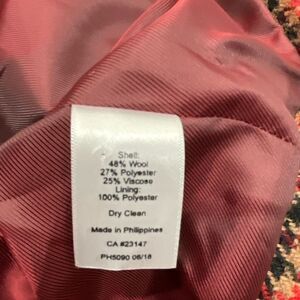 Shell:
48% Wool
27% Polyester
25% Viscose
Lining:
100% Polyester
Dry Clean
Made in Philippines
CA #23147
PH5090 06/18